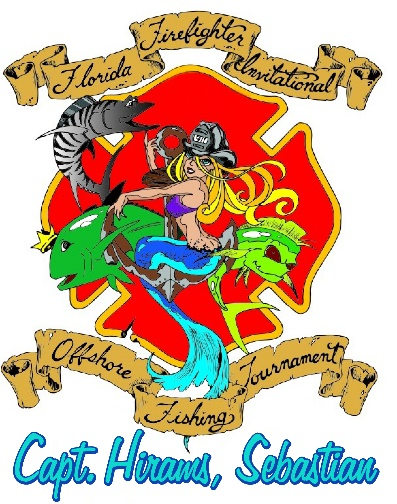 Florida Firefighter Invitational
Offshore Fishing Tournament
Capt. Hirams, Sebastian